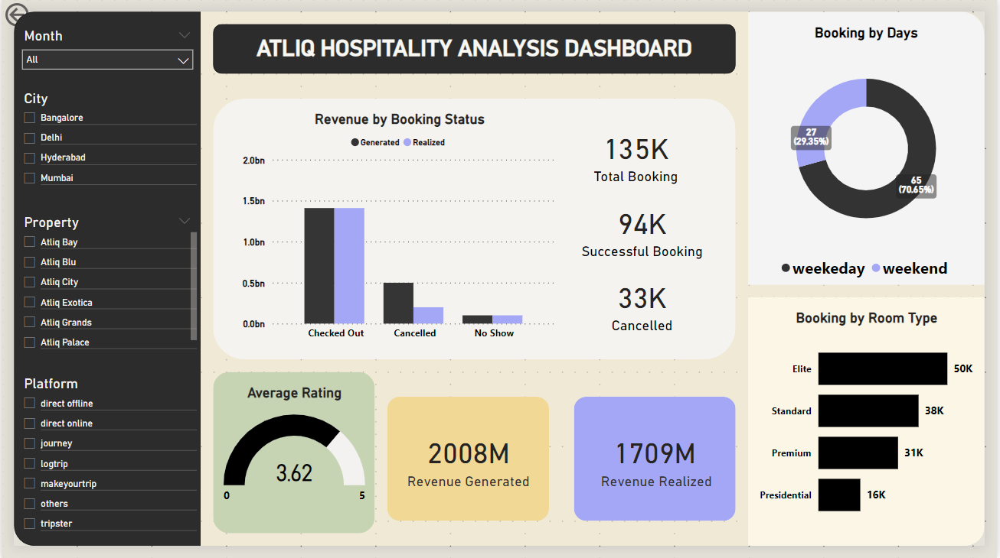 Month
All
City
Bangalore
Delhi
Hyderabad
Mumbai
Property
Atliq Bay
Atliq Blu
Atliq City
Atliq Exotica
Atliq Grands
Atliq Palace
Platform
direct offline
direct online
journey
logtrip
makeyourtrip
others
tripster
ATLIQ HOSPITALITY ANALYSIS DASHBOARD
Revenue by Booking Status
Generated Realized
2.0bn
1.5bn
1.0bn
0.5bn
0.0bn
Checked Out Cancelled No Show
135K
Total Booking
94K
Successful Booking
33K
Cancelled
Average Rating
3.62
0 5
2008M
Revenue Generated
1709M
Revenue Realized
Booking by Days
27
(29.35%)
65
(70.65%)
weekeday weekend
Booking by Room Type
Elite 50K
Standard 38K
Premium 31K
Presidential 16K